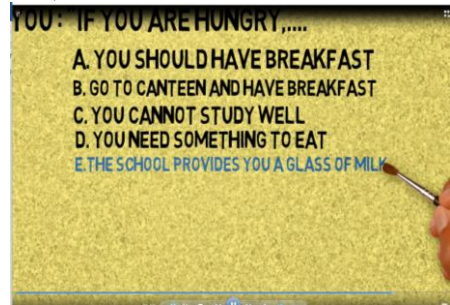 YOU: IF YOU ARE HUNGRY,....
A. YOU SHOULD HAVE BREAKFAST
B. GO TO CANTEEN AND HAVE BREAKFAST
C. YOU CANNOT STUDY WELL
D. YOU NEED SOMETHING TO EAT
E.THE SCHOOL PROVIDES YOU A GLASS OF MILK